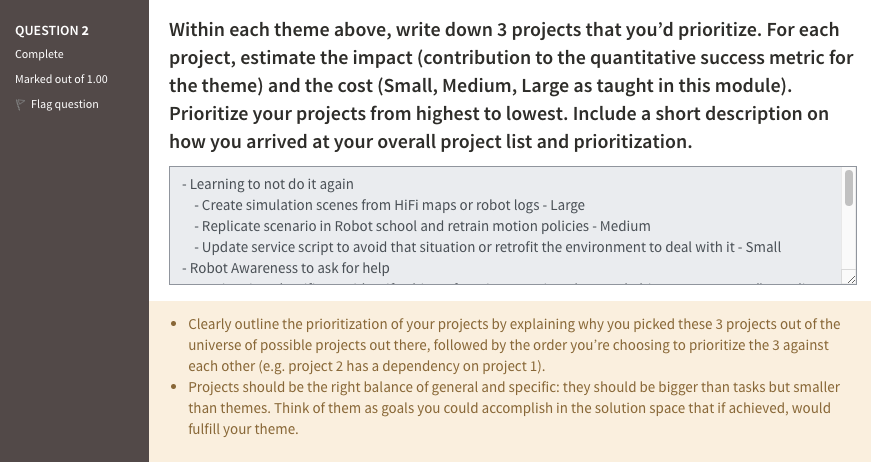 QUESTION 2
Complete
Marked out of 1.00
Flag question
Within each theme above, write down 3 projects that you’d prioritize. For each
project, estimate the impact (contribution to the quantitative success metric for
the theme) and the cost (Small, Medium, Large as taught in this module).
Prioritize your projects from highest to lowest. Include a short description on
how you arrived at your overall project list and prioritization.
- Learning to not do it again
- Create simulation scenes from HiFi maps or robot logs - Large
- Replicate scenario in Robot school and retrain motion policies - Medium
- Update service script to avoid that situation or retrofit the environment to deal with it - Small
- Robot Awareness to ask for help
• Clearly outline the prioritization of your projects by explaining why you picked these 3 projects out of the
universe of possible projects out there, followed by the order you’re choosing to prioritize the 3 against
each other (e.g. project 2 has a dependency on project 1).
• Projects should be the right balance of general and specific: they should be bigger than tasks but smaller
than themes. Think of them as goals you could accomplish in the solution space that if achieved, would
fulfill your theme.